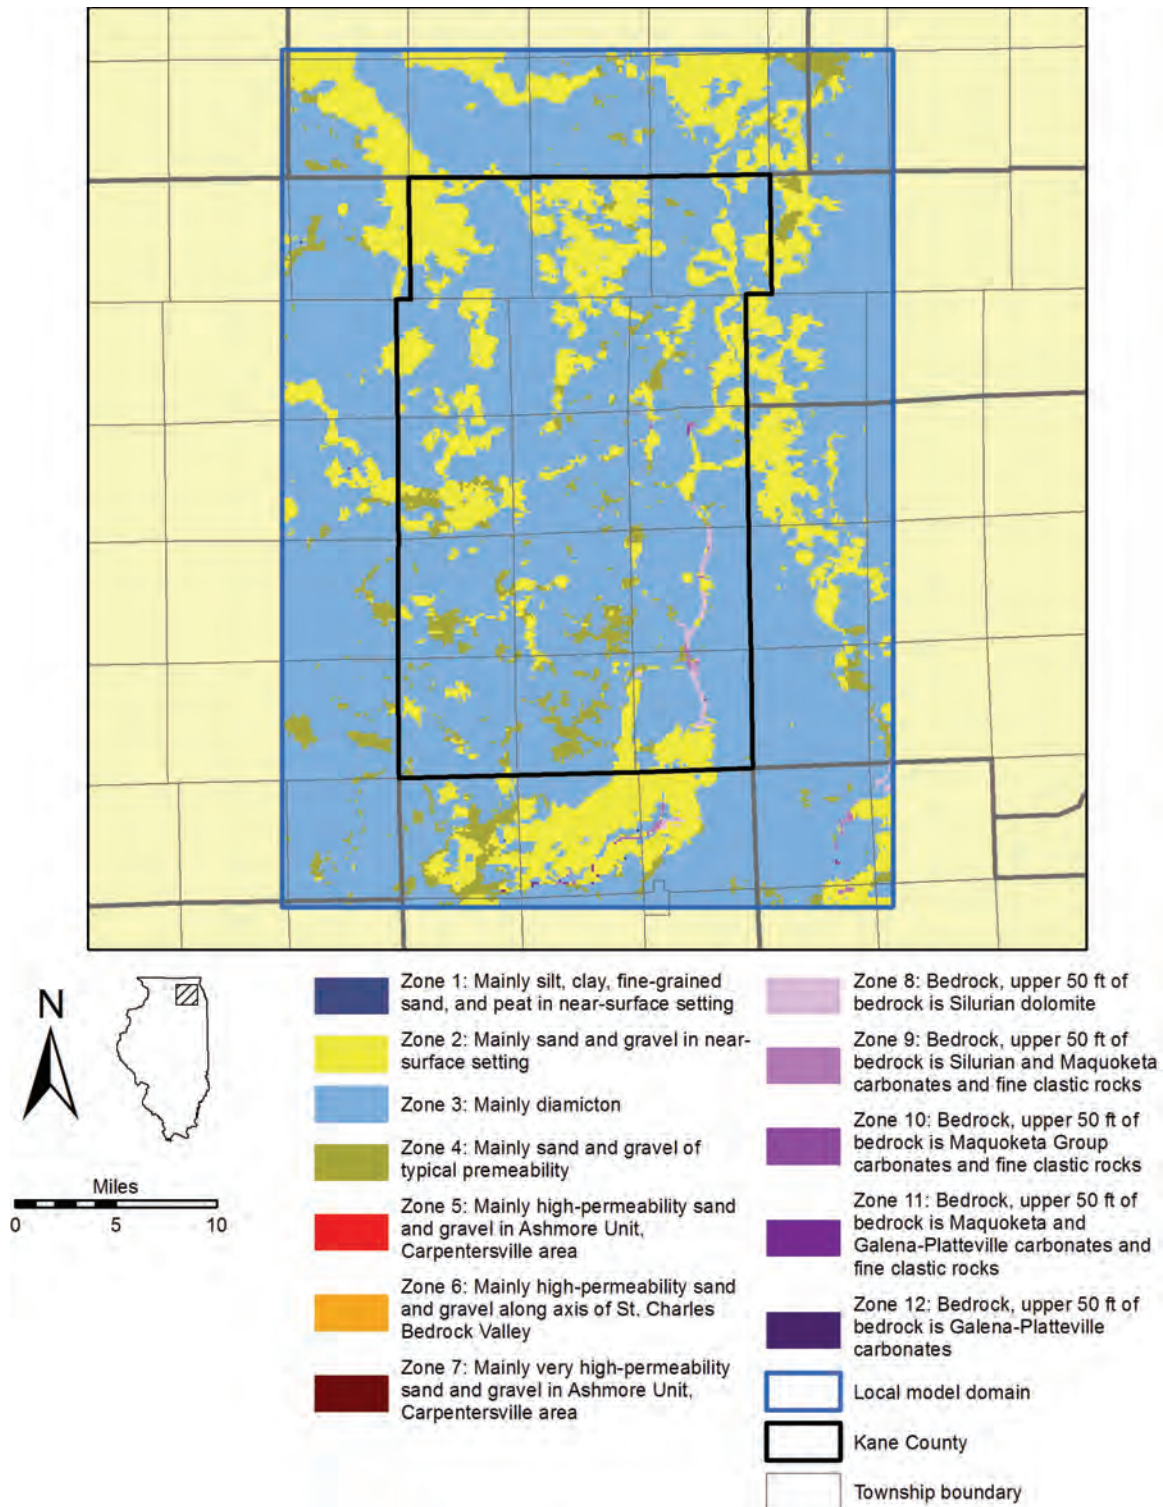 N
Miles
0 5 10
Zone 1: Mainly silt, clay, fine-grained
sand, and peat in near-surface setting
Zone 2: Mainly sand and gravel in near-
surface setting
Zone 3: Mainly diamicton
Zone 4: Mainly sand and gravel of
typical premeability
Zone 5: Mainly high-permeability sand
and gravel in Ashmore Unit,
Carpentersville area
Zone 6: Mainly high-permeability sand
and gravel along axis of St. Charles
Bedrock Valley
Zone 7: Mainly very high-permeability
sand and gravel in Ashmore Unit,
Carpentersville area
Zone 8: Bedrock, upper 50 ft of
bedrock is Silurian dolomite
Zone 9: Bedrock, upper 50 ft of
bedrock is Silurian and Maquoketa
carbonates and fine clastic rocks
Zone 10: Bedrock, upper 50 ft of
bedrock is Maquoketa Group
carbonates and fine clastic rocks
Zone 11: Bedrock, upper 50 ft of
bedrock is Maquoketa and
Galena-Platteville carbonates and
fine clastic rocks
Zone 12: Bedrock, upper 50 ft of
bedrock is Galena-Platteville
carbonates
Local model domain
Kane County
Township boundary